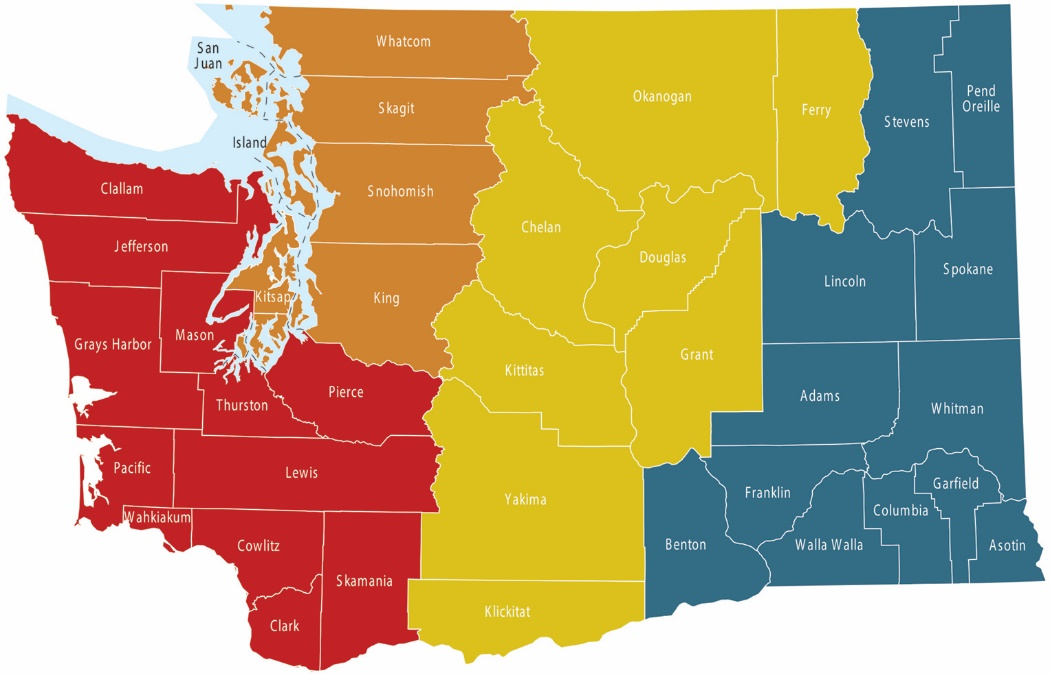 Whatcom
San
Juan
Skagit
Okanogan
Ferry
Stevens
Pend
Oreille
Island
Clallam
Snohomish
Chelan
Jefferson
Douglas
Lincoln
Spokane
Kitsap
King
Mason
Grays Harbor
Kittitas
Grant
Pierce
Thurston
Adams
Whitman
Pacific
Lewis
Yakima
Franklin
Garfield
Columbia
Wahkiakum
Cowlitz
Benton
Walla Walla
Asotin
Skamania
Klickitat
Clark